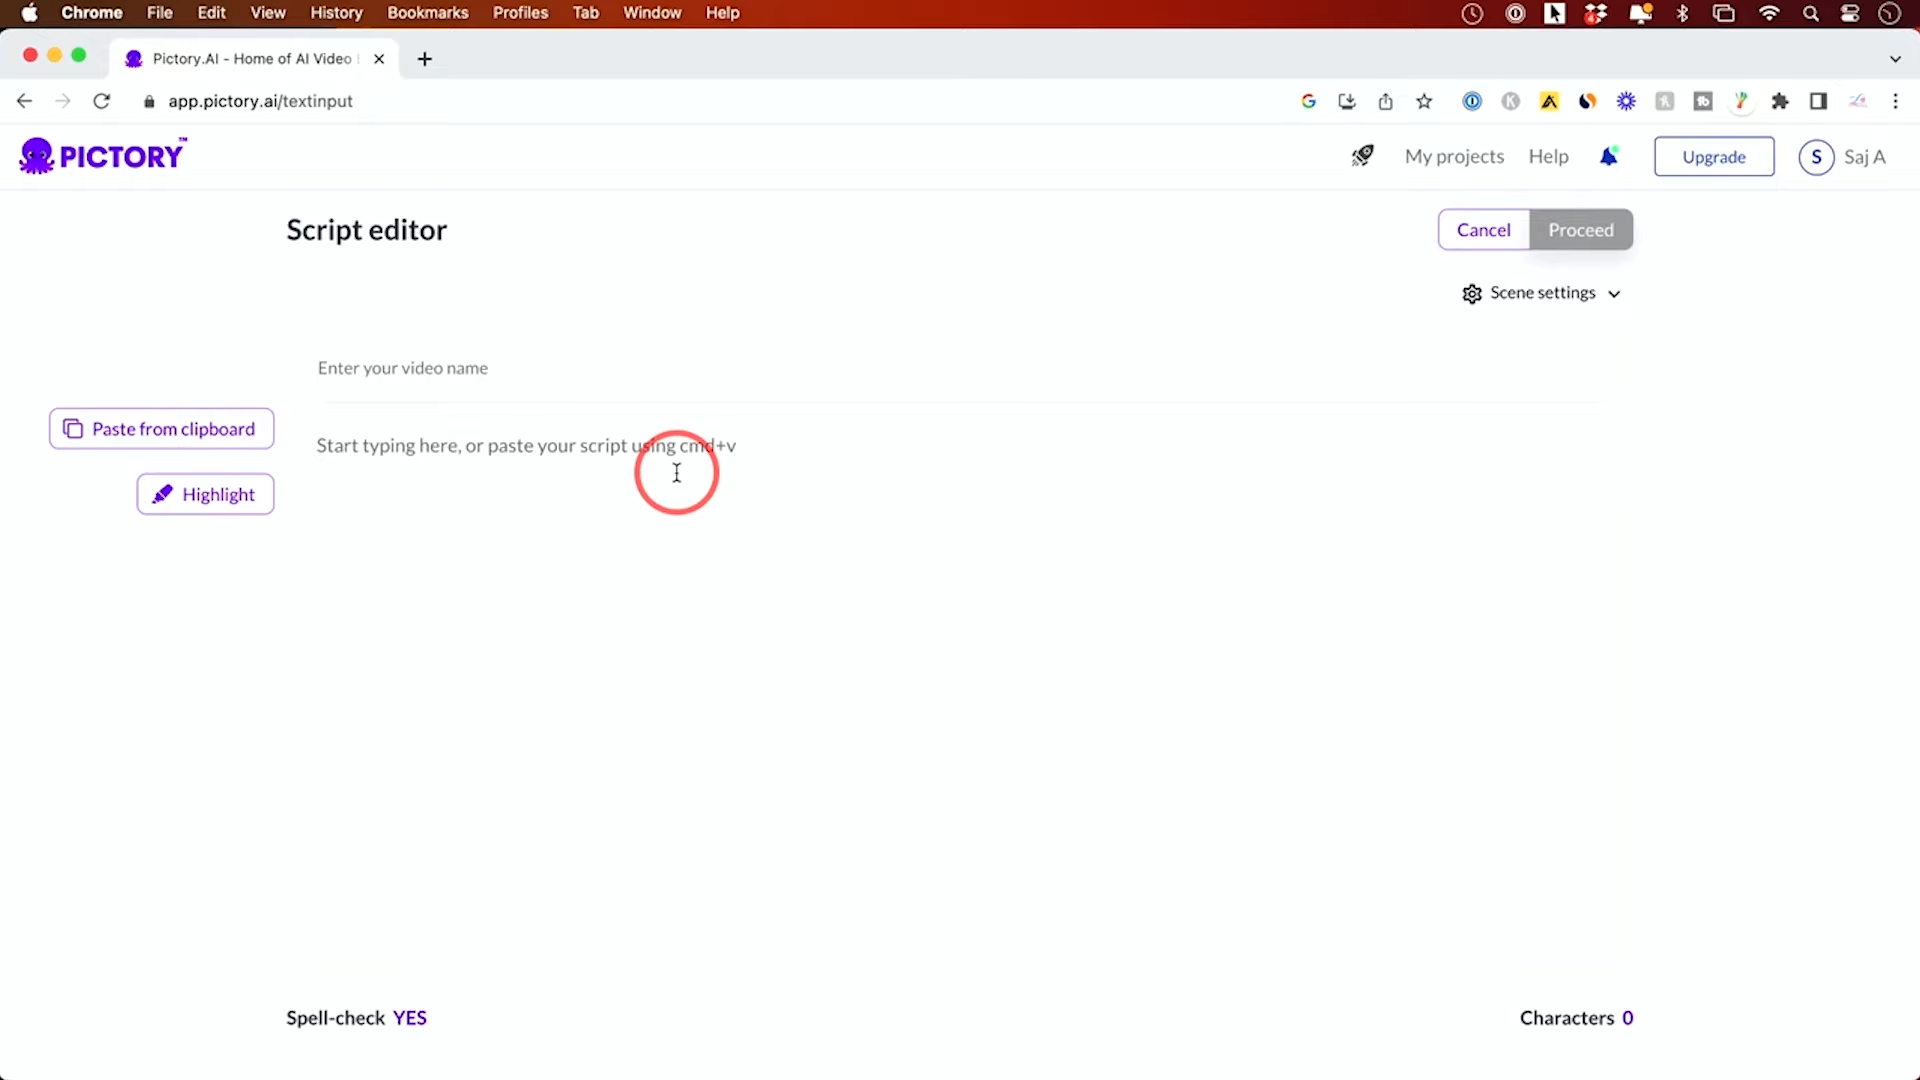 Chrome File Edit View History Bookmarks Profiles Tab Window Help
Pictory.AI - Home of AI Video
app.pictory.ai/textinput
PICTORY™
My projects Help Upgrade S Saj A
Script editor
Cancel Proceed
Scene settings
Enter your video name
Paste from clipboard
Start typing here, or paste your script using cmd+v
Highlight
Spell-check YES
Characters 0